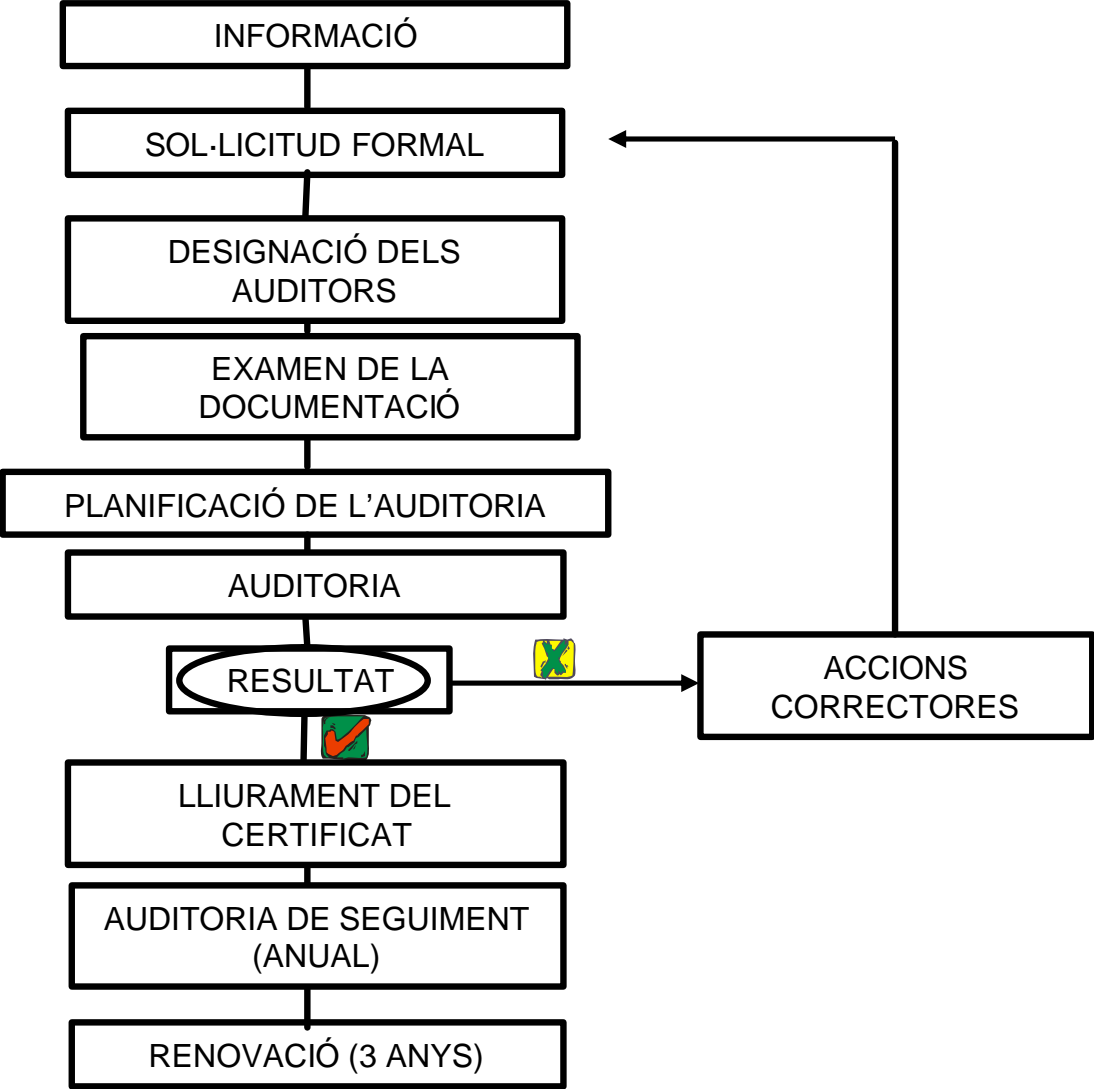 INFORMACIÓ
SOL·LICITUD FORMAL
DESIGNACIÓ DELS
AUDITORS
EXAMEN DE LA
DOCUMENTACIÓ
PLANIFICACIÓ DE L’AUDITORIA
AUDITORIA
RESULTAT
ACCIONS
CORRECTORES
LLIURAMENT DEL
CERTIFICAT
AUDITORIA DE SEGUIMENT
(ANUAL)
RENOVACIÓ (3 ANYS)